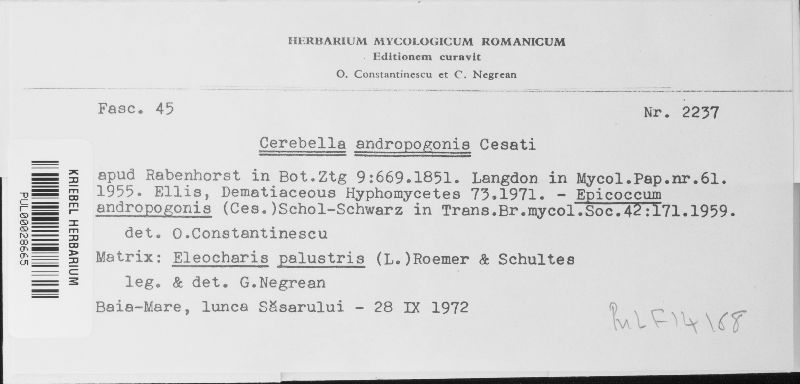 HERBARIUM MYCOLOGICUM ROMANICUM
Editionem curavit
O. Constantinescu et C. Negrean
Fasc. 45
Nr. 2237
Cerebella andropogonis Cesati
apud Rabenhorst in Bot.Ztg 9:669.1851. Langdon in Mycol.Pap.nr.61.
1955. Ellis, Dematiaceous Hyphomycetes 73.1971. - Epicoccum
andropogonis (Ces.)Schol-Schwarz in Trans.Br.mycol.Soc.42:171.1959.
det. O.Constantinescu
Matrix: Eleocharis palustris (L.)Roemer & Schultes
leg. & det. G.Negrean
Baia-Mare, lunca Săsarului - 28 IX 1972
PUL F14168
KRIEBEL HERBARIUM
PUL00028665